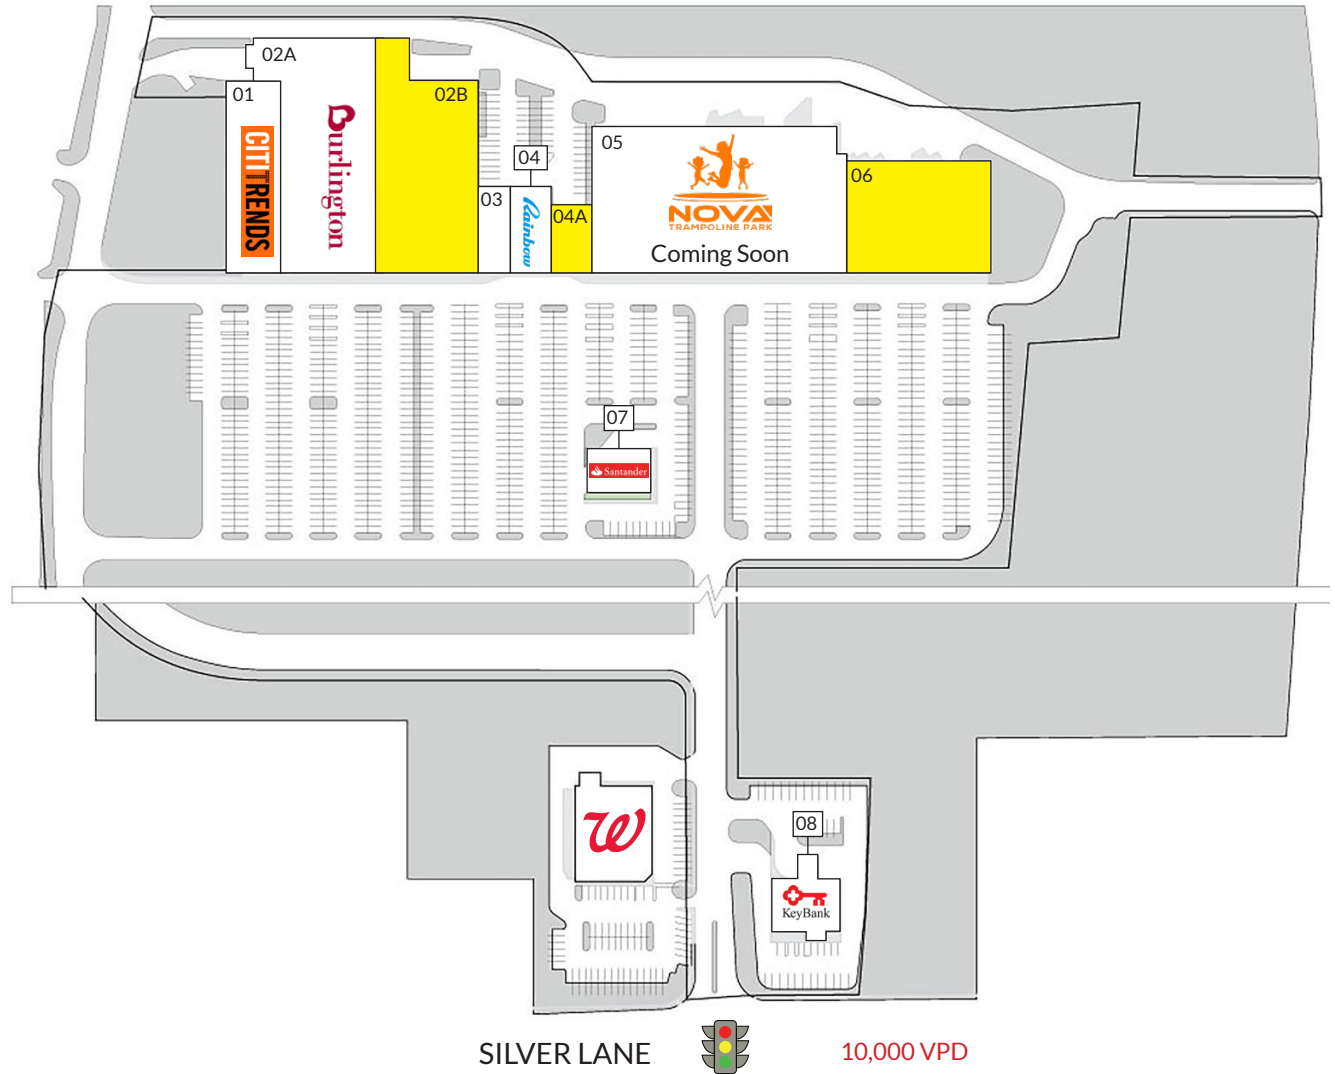 02A
01
02B
CITI TRENDS
Burlington
04
03
Rainbow
04A
05
NOVA
TRAMPOLINE PARK
Coming Soon
06
07
Santander
W
08
KeyBank
SILVER LANE
10,000 VPD